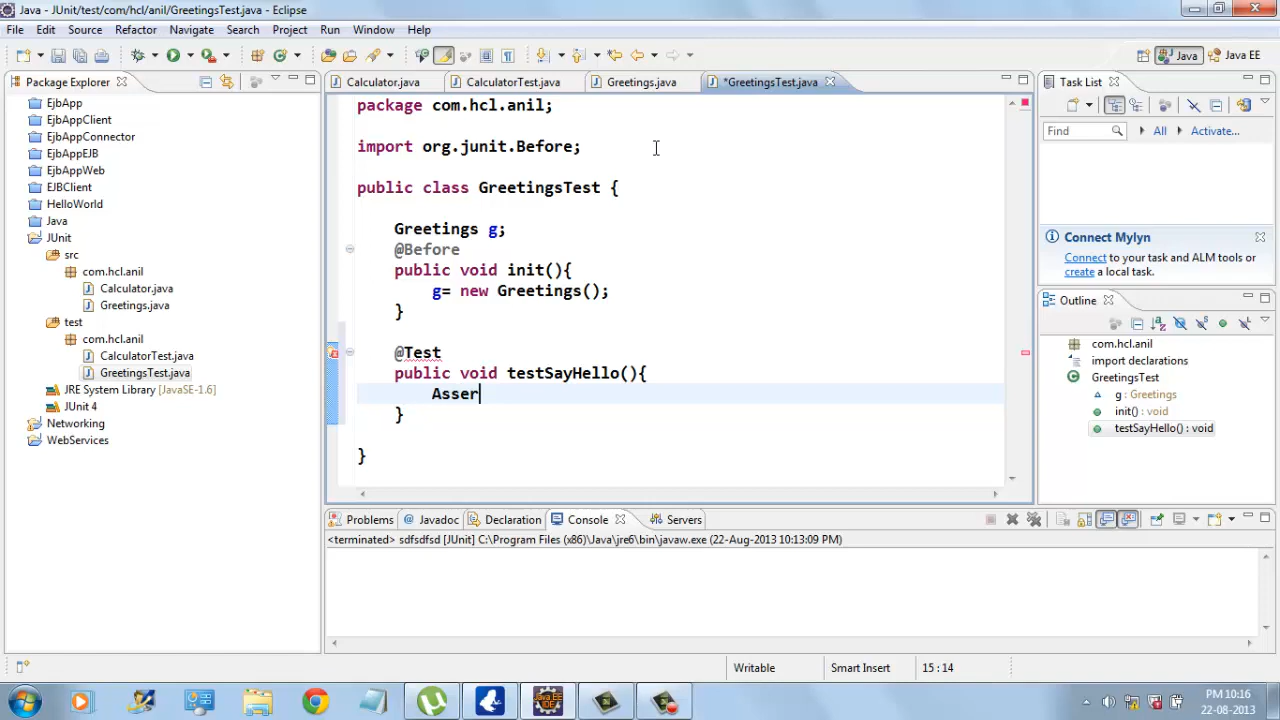 Java - JUnit/test/com/hcl/anil/GreetingsTest.java - Eclipse
File Edit Source Refactor Navigate Search Project Run Window Help
Java Java EE
Package Explorer
EjbApp
EjbAppClient
EjbAppConnector
EjbAppEJB
EjbAppWeb
EJBClient
HelloWorld
Java
JUnit
src
com.hcl.anil
Calculator.java
Greetings.java
test
com.hcl.anil
CalculatorTest.java
GreetingsTest.java
JRE System Library [JavaSE-1.6]
JUnit 4
Networking
WebServices
Calculator.java CalculatorTest.java Greetings.java *GreetingsTest.java
package com.hcl.anil;
import org.junit.Before;
public class GreetingsTest {
Greetings g;
@Before
public void init(){
g= new Greetings();
}
@Test
public void testSayHello(){
Asser
}
}
Task List
Find All Activate...
Connect Mylyn
Connect to your task and ALM tools or
create a local task.
Outline
com.hcl.anil
import declarations
GreetingsTest
g : Greetings
init() : void
testSayHello() : void
Problems @ Javadoc Declaration Console Servers
<terminated> sdfsdfsd [JUnit] C:\Program Files (x86)\Java\jre6\bin\javaw.exe (22-Aug-2013 10:13:09 PM)
Writable Smart Insert 15 : 14
PM 10:16
22-08-2013